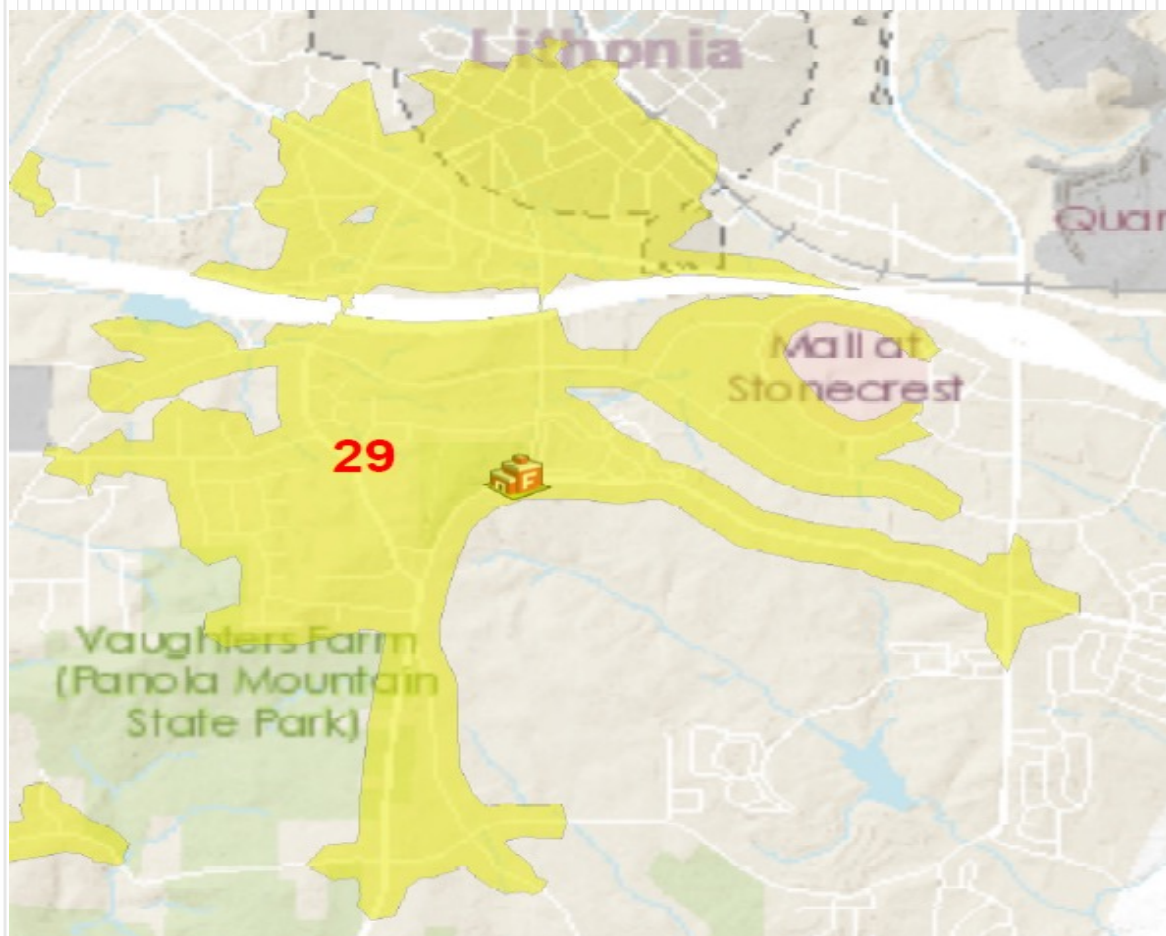 Lithonia
Quar
Mall at
Stonecrest
29
F
Vaughters Farm
(Panola Mountain
State Park)